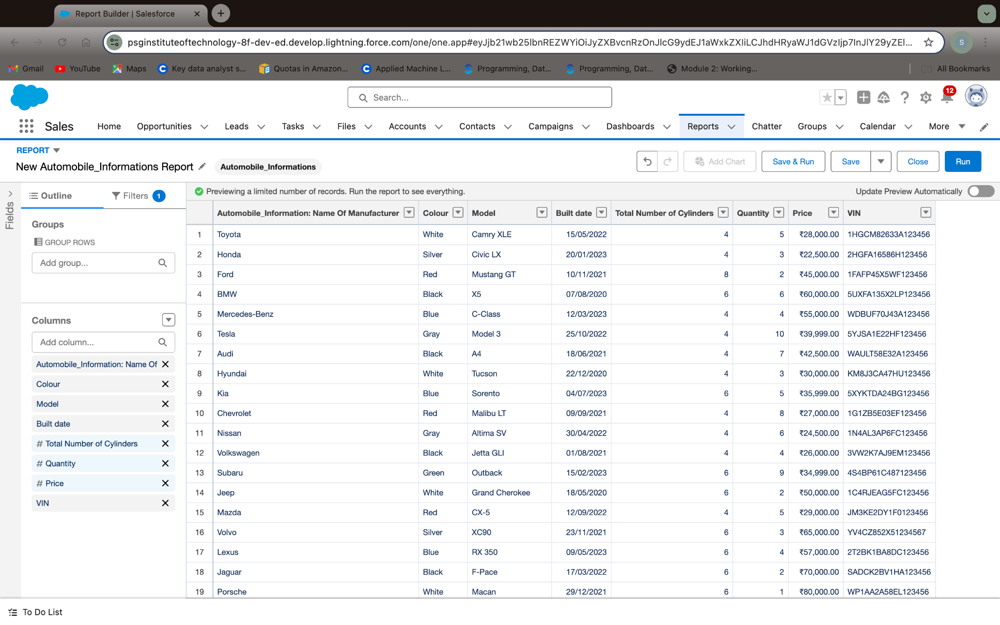 Report Builder | Salesforce
psginstituteoftechnology-8f-dev-ed.develop.lightning.force.com/one/one.app#eyJjb21wb25lbnREZWYiOiJyZXBvcnRzOnJlcG9ydEJ1aWxkZXIiLCJhdHRyaWJ1dGVzIjp7InJlY29yZEl...
S
Gmail YouTube Maps Key data analyst s... Quotas in Amazon... Applied Machine L... Programming, Dat... Programming, Dat... Module 2: Working... All Bookmarks
Search...
12
Sales Home Opportunities Leads Tasks Files Accounts Contacts Campaigns Dashboards Reports Chatter Groups Calendar More
REPORT
New Automobile_Informations Report Automobile_Informations
Add Chart Save & Run Save Close Run
Fields
Outline Filters 1
Previewing a limited number of records. Run the report to see everything. Update Preview Automatically
Groups
GROUP ROWS
Add group...
Columns
Add column...
Automobile_Information: Name Of
Colour
Model
Built date
# Total Number of Cylinders
# Quantity
# Price
VIN
Automobile_Information: Name Of Manufacturer Colour Model Built date Total Number of Cylinders Quantity Price VIN
1 Toyota White Camry XLE 15/05/2022 4 5 ₹28,000.00 1HGCM82633A123456
2 Honda Silver Civic LX 20/01/2023 4 3 ₹22,500.00 2HGFA16586H123456
3 Ford Red Mustang GT 10/11/2021 8 2 ₹45,000.00 1FAFP45X5WF123456
4 BMW Black X5 07/08/2020 6 6 ₹60,000.00 5UXFA135X2LP123456
5 Mercedes-Benz Blue C-Class 12/03/2023 4 4 ₹55,000.00 WDBUF70J43A123456
6 Tesla Gray Model 3 25/10/2022 4 10 ₹39,999.00 5YJSA1E22HF123456
7 Audi Black A4 18/06/2021 4 7 ₹42,500.00 WAULT58E32A123456
8 Hyundai White Tucson 22/12/2020 4 3 ₹30,000.00 KM8J3CA47HU123456
9 Kia Blue Sorento 04/07/2023 6 5 ₹35,999.00 5XYKTDA24BG123456
10 Chevrolet Red Malibu LT 09/09/2021 4 8 ₹27,000.00 1G1ZB5E03EF123456
11 Nissan Gray Altima SV 30/04/2022 4 6 ₹24,500.00 1N4AL3AP6FC123456
12 Volkswagen Black Jetta GLI 01/08/2021 4 4 ₹26,000.00 3VW2K7AJ9EM123456
13 Subaru Green Outback 15/02/2023 6 9 ₹34,999.00 4S4BP61C487123456
14 Jeep White Grand Cherokee 18/05/2020 6 2 ₹50,000.00 1C4RJEAG5FC123456
15 Mazda Red CX-5 12/09/2022 4 5 ₹29,000.00 JM3KE2DY1F0123456
16 Volvo Silver XC90 23/11/2021 6 3 ₹65,000.00 YV4CZ852X51234567
17 Lexus Blue RX 350 09/05/2023 6 4 ₹57,000.00 2T2BK1BA8DC123456
18 Jaguar Black F-Pace 17/03/2022 6 2 ₹70,000.00 SADCK2BV1HA123456
19 Porsche White Macan 29/12/2021 6 1 ₹80,000.00 WP1AA2A58EL123456
To Do List